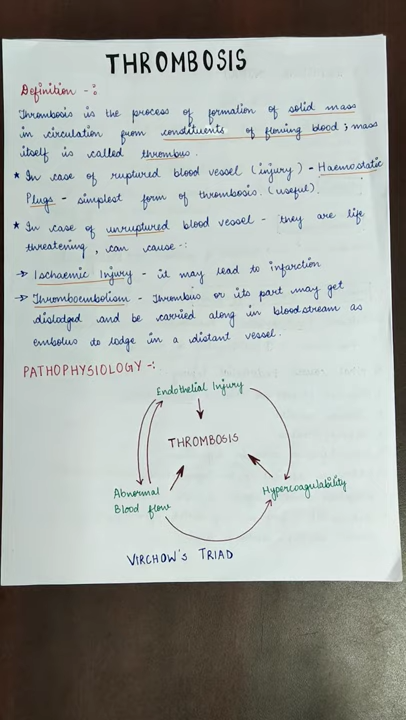 THROMBOSIS
Definition -:
Thrombosis is the process of formation of solid mass
in circulation from constituents of flowing blood ; mass
itself is called thrombus.
* In case of ruptured blood vessel (injury) - Haemostatic
Plugs - simplest form of thrombosis. (useful).
* In case of unruptured blood vessel - they are life
threatening, can cause -:
→ Ischaemic Injury - it may lead to infarction
→ Thromboembolism - Thrombus or its part may get
dislodged and be carried along in bloodstream as
embolus to lodge in a distant vessel.
PATHOPHYSIOLOGY -:
Endothelial Injury
THROMBOSIS
Abnormal
Blood flow
Hypercoagulability
VIRCHOW'S TRIAD